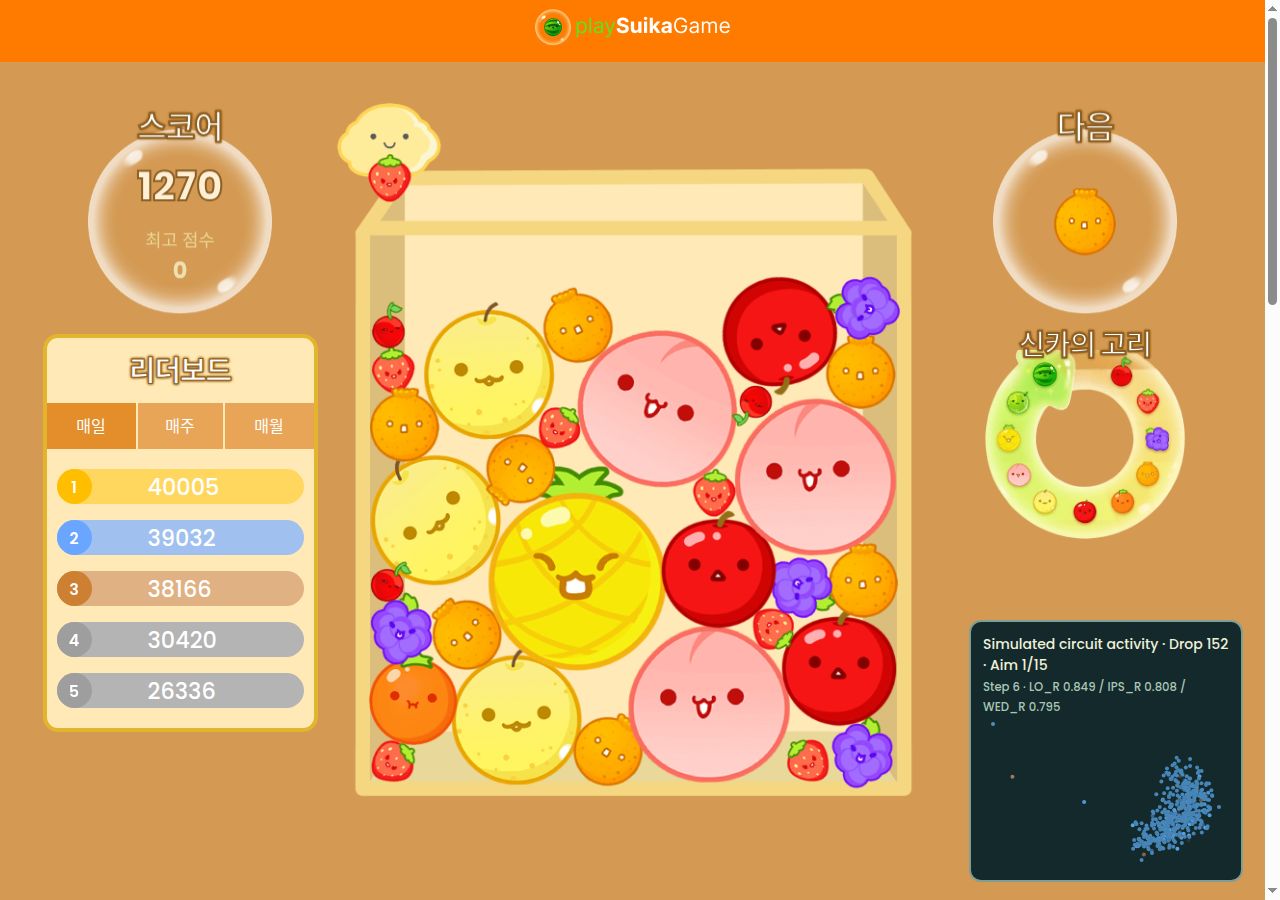 playSuikaGame
스코어
1270
최고 점수
0
다음
신카의 고리
리더보드
매일 매주 매월
1 40005
2 39032
3 38166
4 30420
5 26336
Simulated circuit activity · Drop 152
· Aim 1/15
Step 6 · LO_R 0.849 / IPS_R 0.808 /
WED_R 0.795